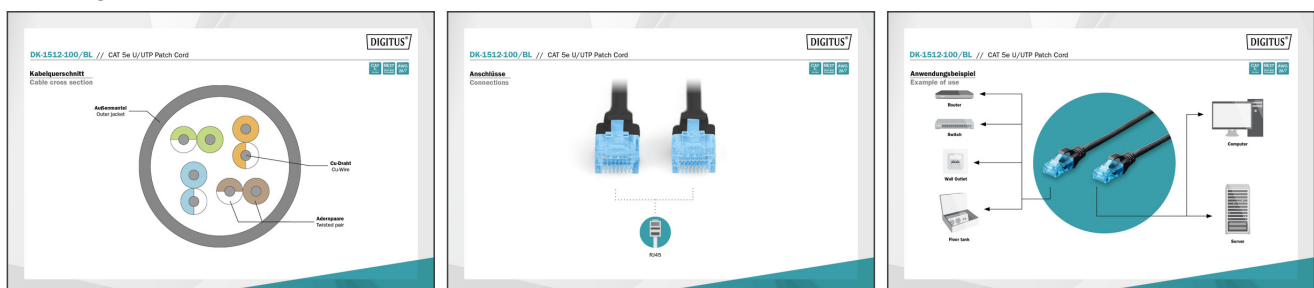 DIGITUS®
DK-1512-100/BL // CAT 5e U/UTP Patch Cord
Kabelquerschnitt
Cable cross section
Außenmantel
Outer jacket
Cu-Draht
Cu-Wire
Adernpaare
Twisted pair
DIGITUS®
DK-1512-100/BL // CAT 5e U/UTP Patch Cord
Anschlüsse
Connections
RJ45
DIGITUS®
DK-1512-100/BL // CAT 5e U/UTP Patch Cord
Anwendungsbeispiel
Example of use
Router
Switch
Wall Outlet
Floor tank
Computer
Server